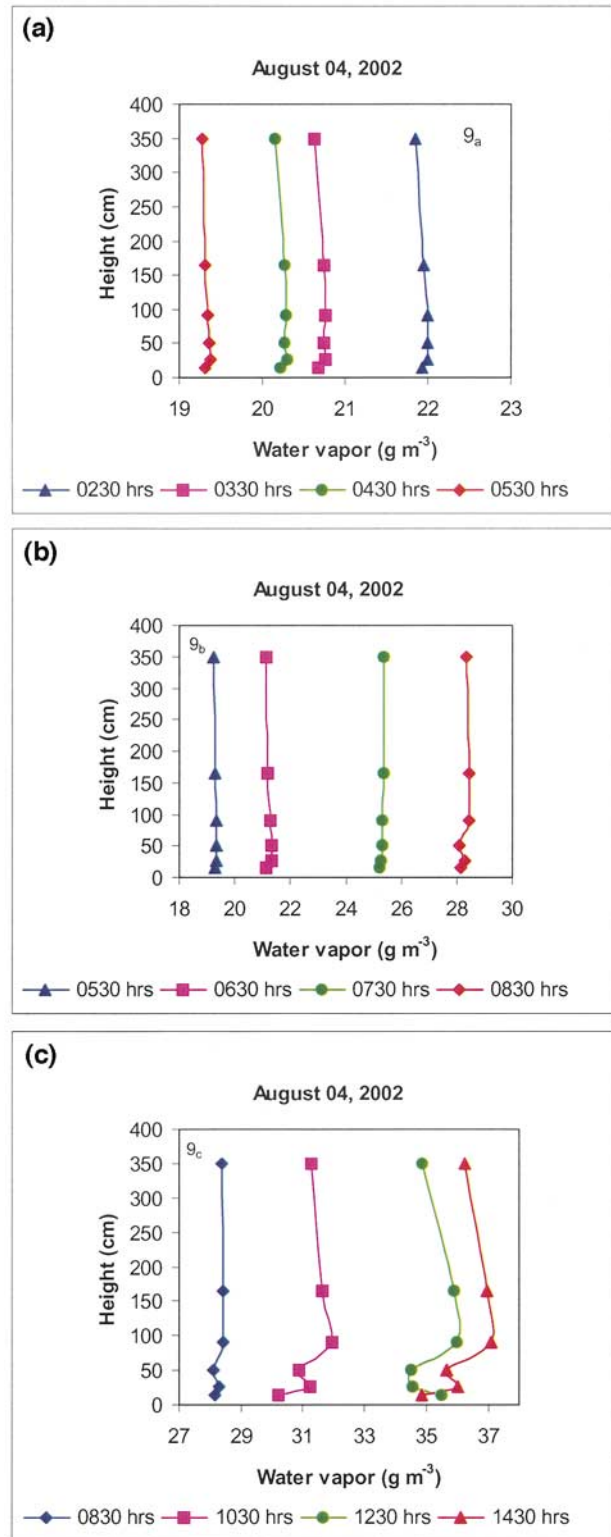 (a)
August 04, 2002
400
350
300
250
200
150
100
50
0
Height (cm)
9a
19 20 21 22 23
Water vapor (g m-3)
0230 hrs 0330 hrs 0430 hrs 0530 hrs
(b)
August 04, 2002
400
350
300
250
200
150
100
50
0
Height (cm)
9b
18 20 22 24 26 28 30
Water vapor (g m-3)
0530 hrs 0630 hrs 0730 hrs 0830 hrs
(c)
August 04, 2002
400
350
300
250
200
150
100
50
0
Height (cm)
9c
27 29 31 33 35 37
Water vapor (g m-3)
0830 hrs 1030 hrs 1230 hrs 1430 hrs